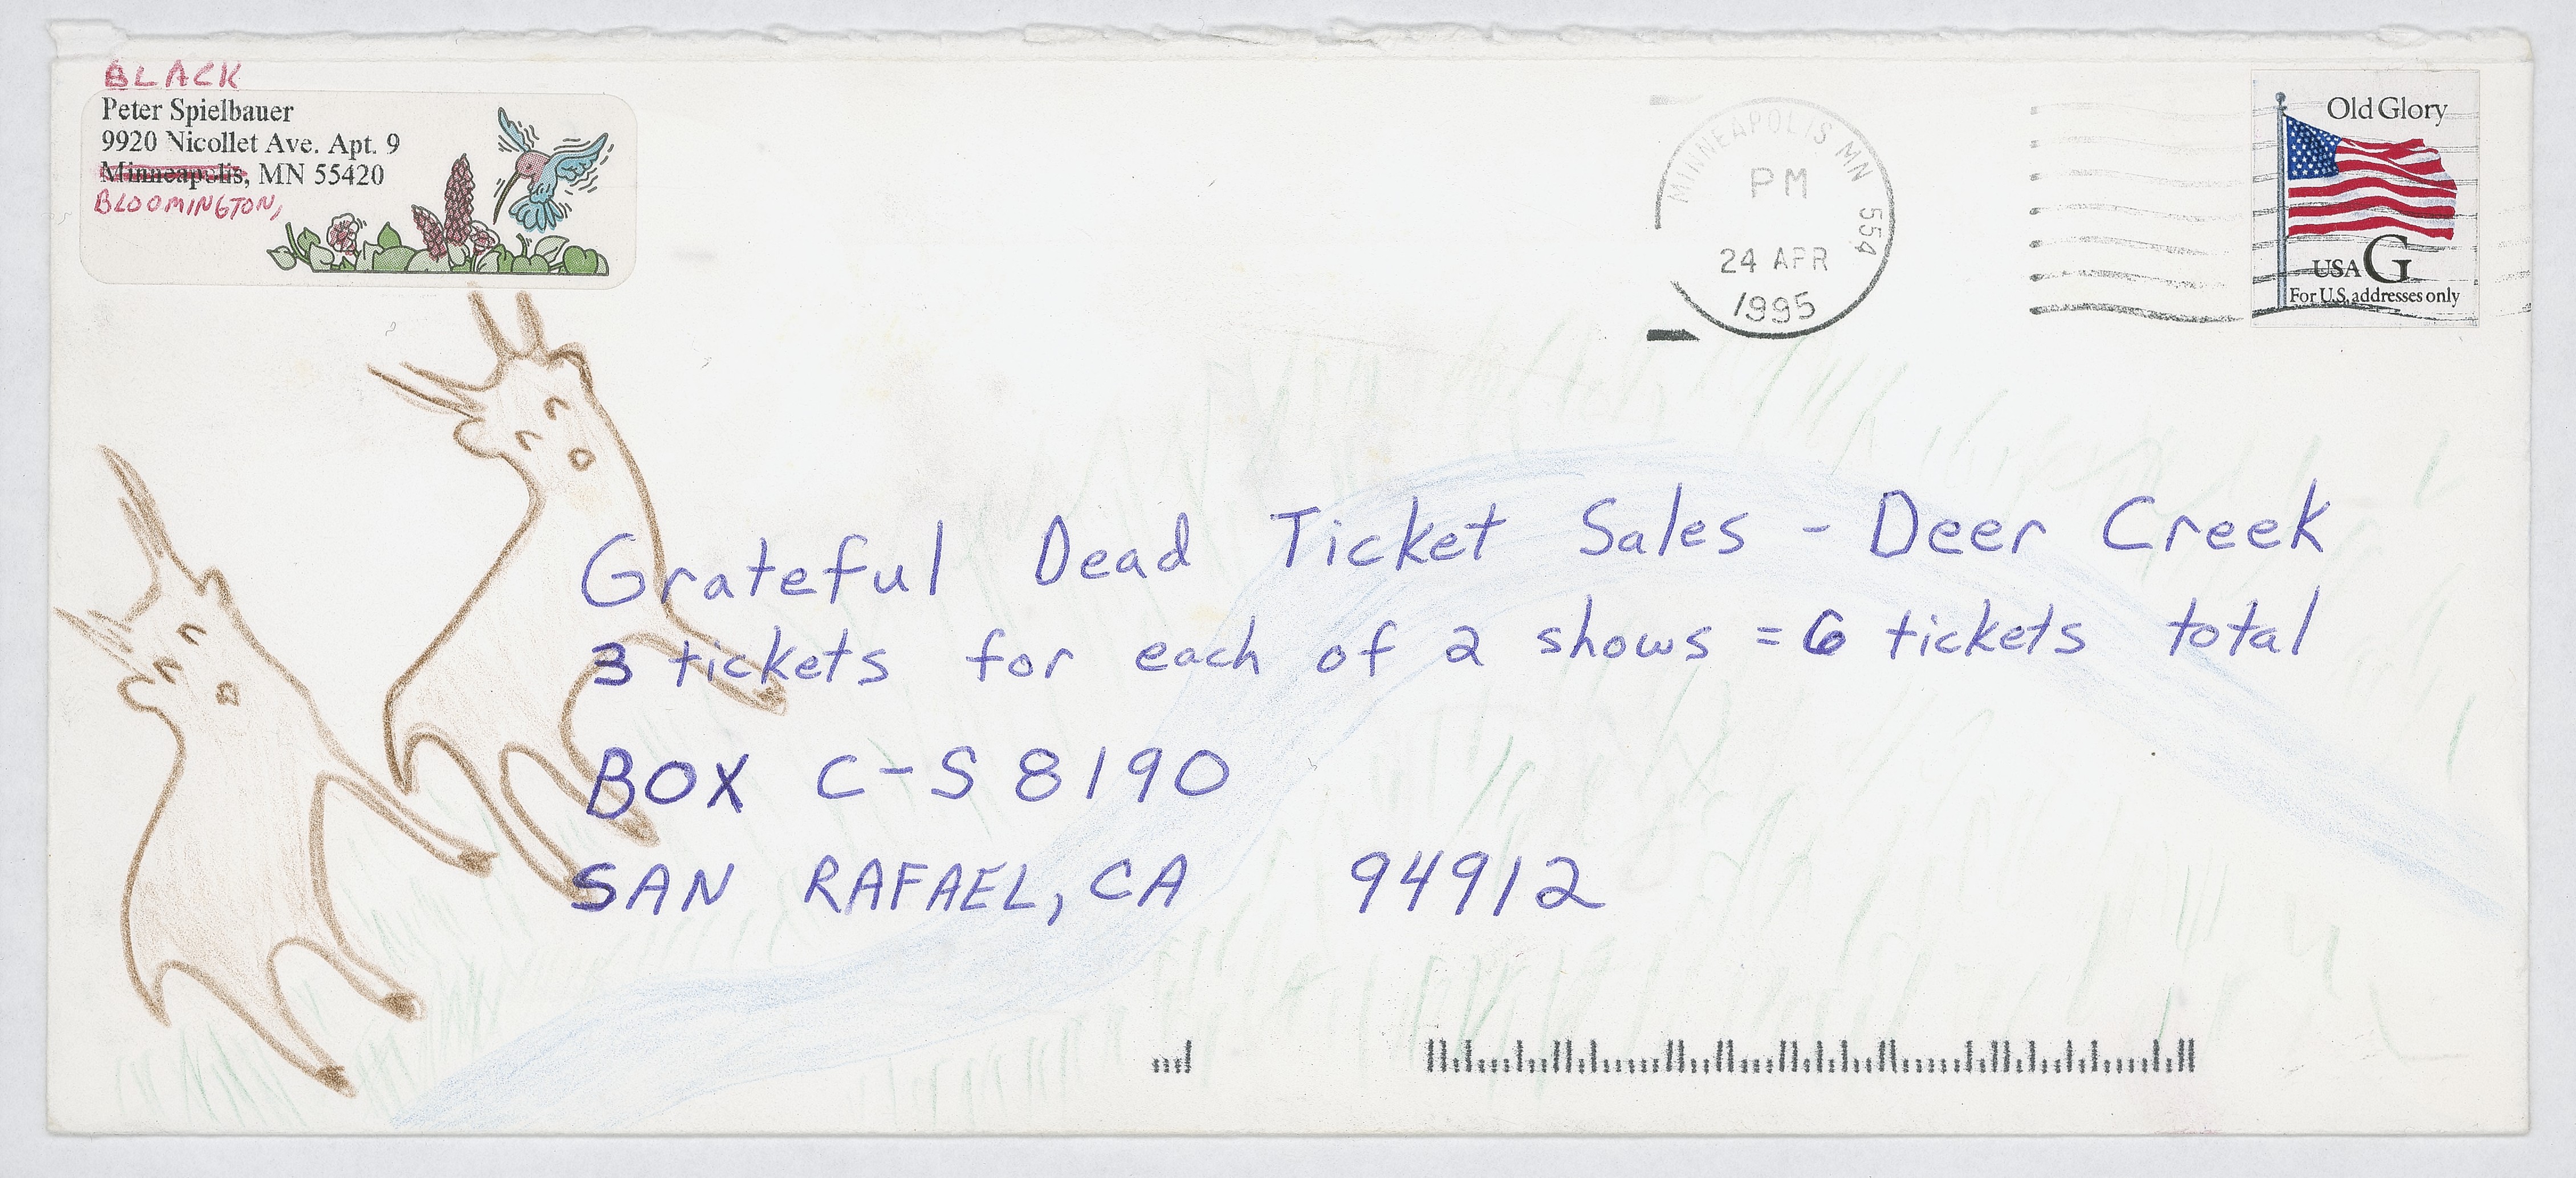 BLACK
Peter Spielbauer
9920 Nicollet Ave. Apt. 9
Minneapolis, MN 55420
BLOOMINGTON,
MINNEAPOLIS MN 554
PM
24 APR
1995
Old Glory
USA G
For U.S. addresses only
Grateful Dead Ticket Sales - Deer Creek
3 tickets for each of 2 shows = 6 tickets total
BOX C-S 8190
SAN RAFAEL, CA 94912